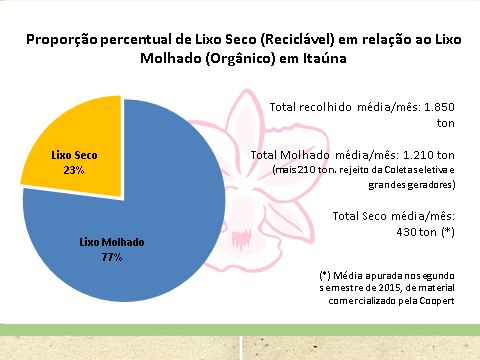 Proporção percentual de Lixo Seco (Reciclável) em relação ao Lixo
Molhado (Orgânico) em Itaúna
Total recolhido média/mês: 1.850
ton
Lixo Seco
23%
Total Molhado média/mês: 1.210 ton
(mais 210 ton. rejeito da Coleta seletiva e
grandes geradores)
Total Seco média/mês:
430 ton (*)
Lixo Molhado
77%
(*) Média apurada no segundo
semestre de 2015, de material
comercializado pela Coopert